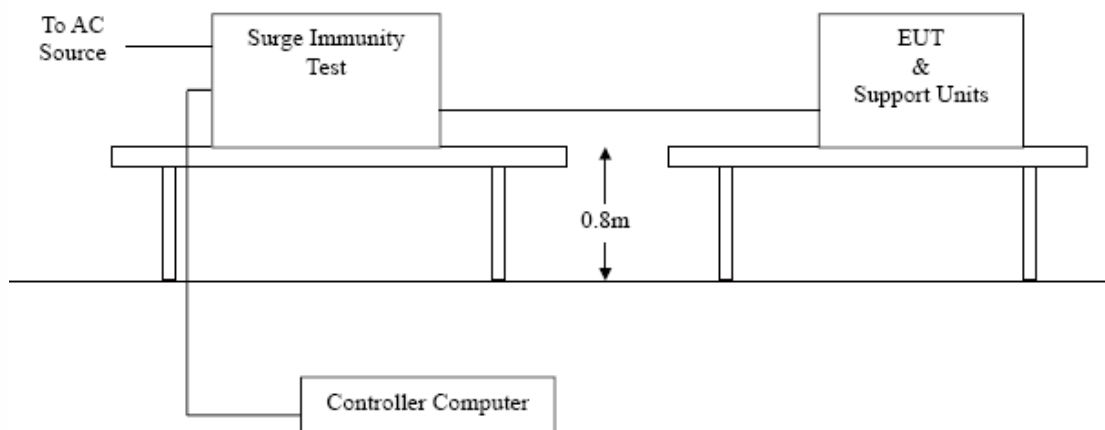 To AC
Source
Surge Immunity
Test
EUT
&
Support Units
0.8m
Controller Computer